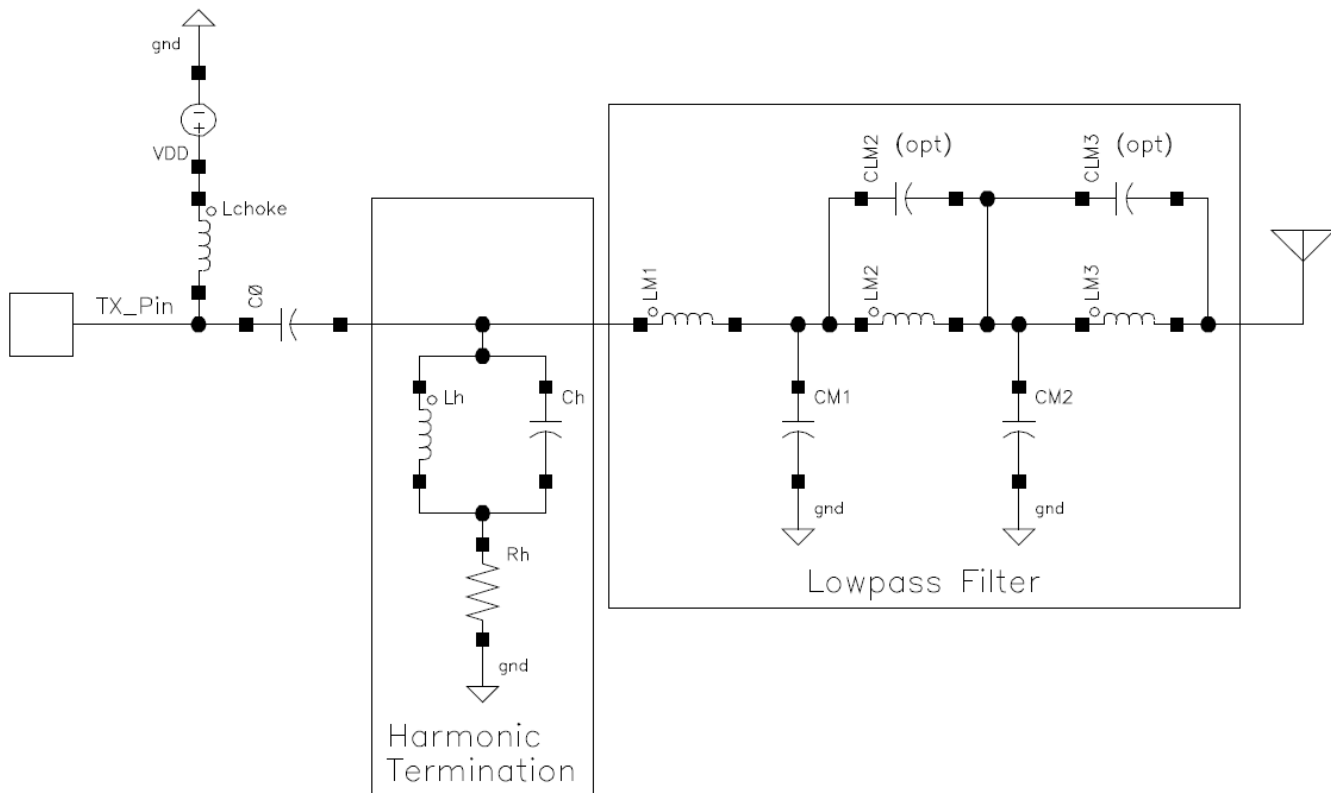 gnd
VDD
Lchoke
TX_Pin
CØ
Lh
Ch
Rh
gnd
Harmonic
Termination
CLM2 (opt)
CLM3 (opt)
LM1
LM2
LM3
CM1
CM2
gnd
gnd
Lowpass Filter